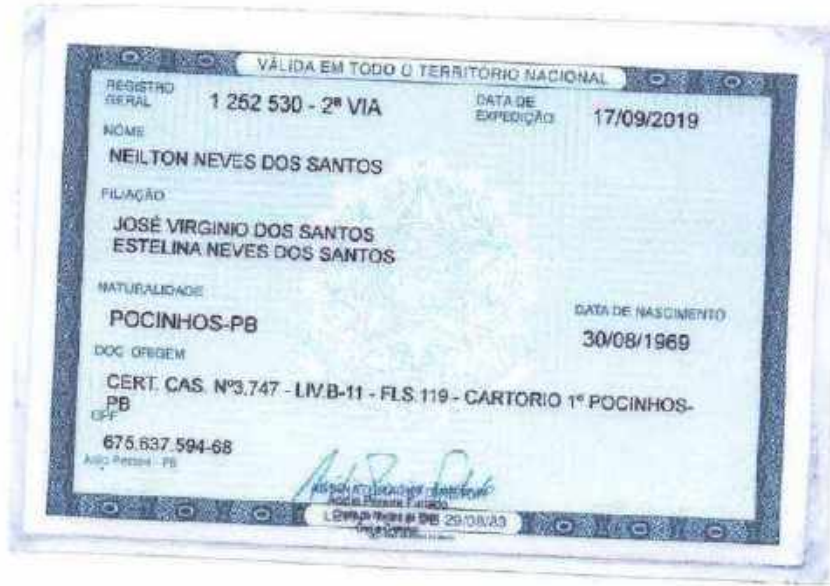 VÁLIDA EM TODO O TERRITÓRIO NACIONAL
REGISTRO GERAL 1 252 530 - 2ª VIA DATA DE EXPEDIÇÃO 17/09/2019
NOME
NEILTON NEVES DOS SANTOS
FILIAÇÃO
JOSÉ VIRGINIO DOS SANTOS
ESTELINA NEVES DOS SANTOS
NATURALIDADE DATA DE NASCIMENTO
POCINHOS-PB 30/08/1969
DOC ORIGEM
CERT. CAS. Nº3.747 - LIV.B-11 - FLS.119 - CARTORIO 1º POCINHOS-
PB
CPF
675.637.594-68
29/08/83